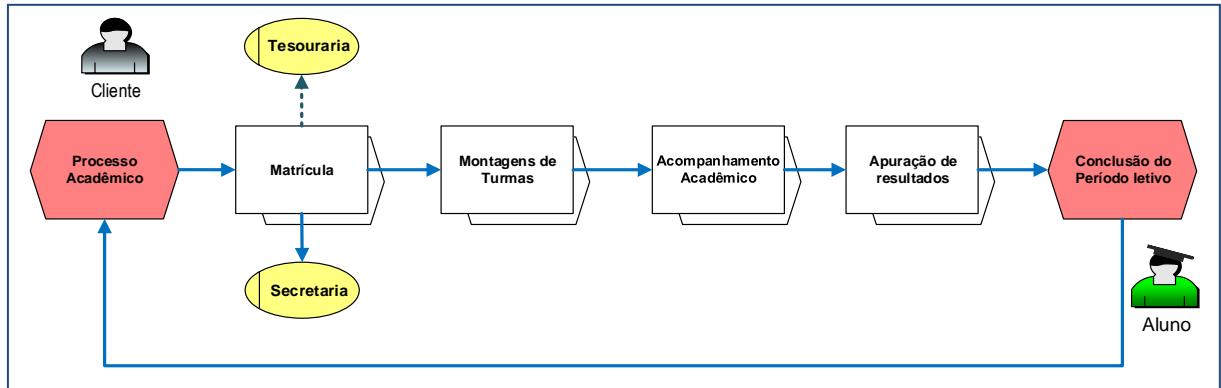 Tesouraria
Cliente
Processo
Acadêmico
Matrícula
Montagens de
Turmas
Acompanhamento
Acadêmico
Apuração de
resultados
Conclusão do
Período letivo
Secretaria
Aluno